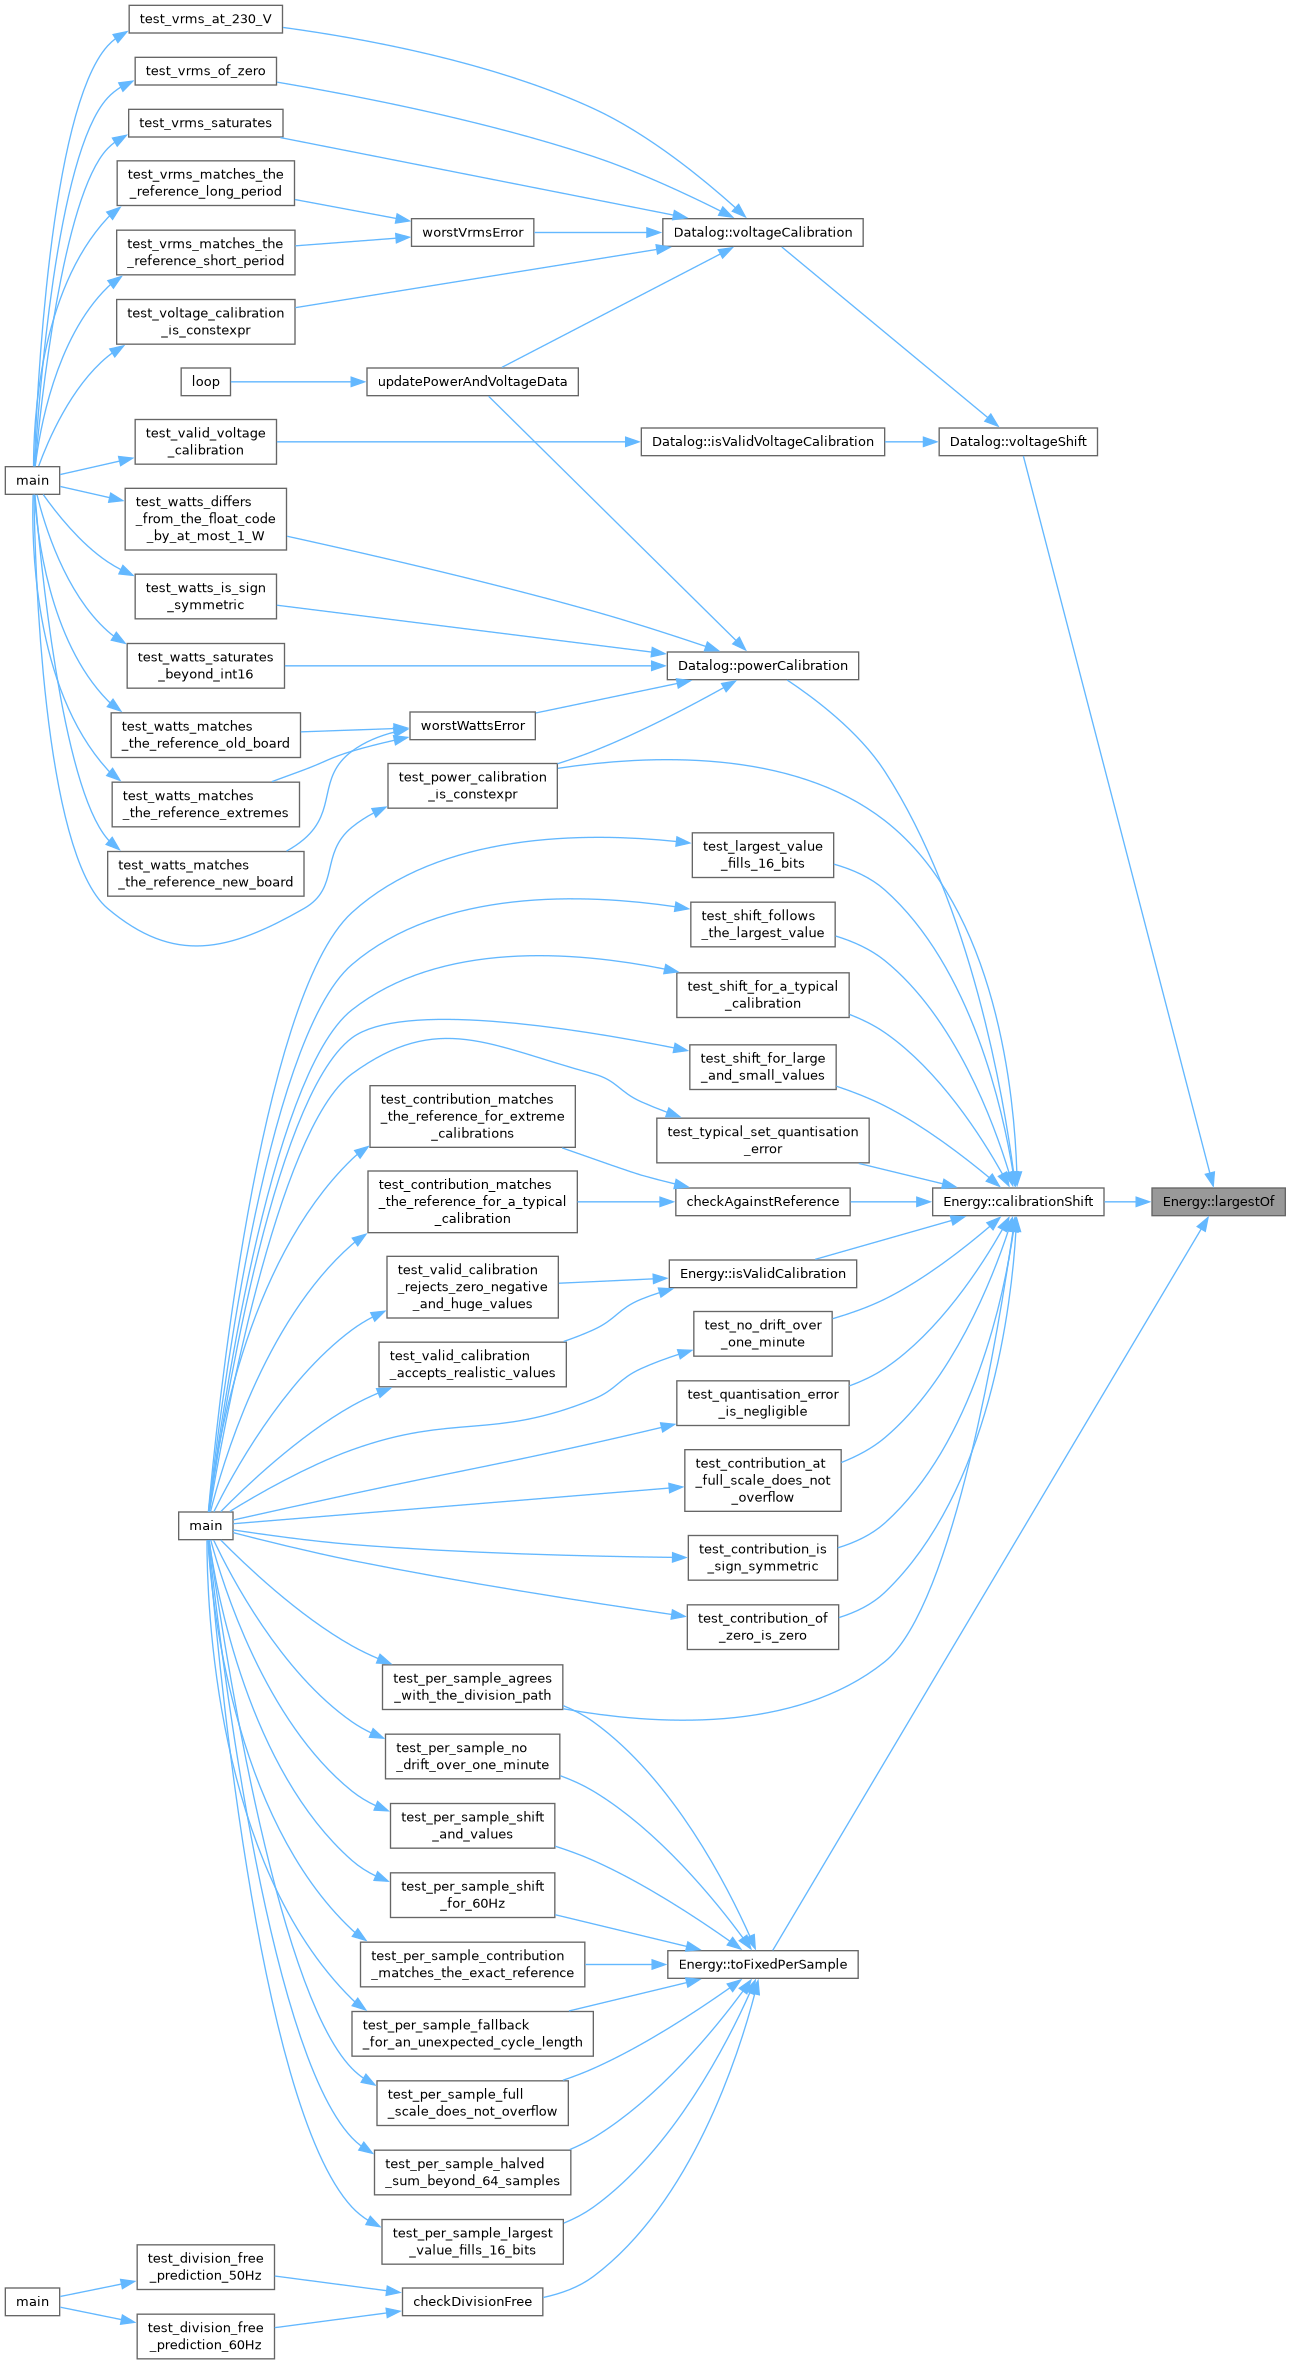 test_vrms_at_230_V
test_vrms_of_zero
test_vrms_saturates
test_vrms_matches_the
_reference_long_period
worstVrmsError
Datalog::voltageCalibration
test_vrms_matches_the
_reference_short_period
test_voltage_calibration
_is_constexpr
loop
updatePowerAndVoltageData
test_valid_voltage
_calibration
Datalog::isValidVoltageCalibration
Datalog::voltageShift
main
test_watts_differs
_from_the_float_code
_by_at_most_1_W
test_watts_is_sign
_symmetric
test_watts_saturates
_beyond_int16
Datalog::powerCalibration
test_watts_matches
_the_reference_old_board
worstWattsError
test_power_calibration
_is_constexpr
test_watts_matches
_the_reference_extremes
test_watts_matches
_the_reference_new_board
test_largest_value
_fills_16_bits
test_shift_follows
_the_largest_value
test_shift_for_a_typical
_calibration
test_shift_for_large
_and_small_values
test_contribution_matches
_the_reference_for_extreme
_calibrations
test_typical_set_quantisation
_error
test_contribution_matches
_the_reference_for_a_typical
_calibration
checkAgainstReference
Energy::calibrationShift
Energy::largestOf
test_valid_calibration
_rejects_zero_negative
_and_huge_values
Energy::isValidCalibration
test_no_drift_over
_one_minute
test_valid_calibration
_accepts_realistic_values
test_quantisation_error
_is_negligible
test_contribution_at
_full_scale_does_not
_overflow
main
test_contribution_is
_sign_symmetric
test_contribution_of
_zero_is_zero
test_per_sample_agrees
_with_the_division_path
test_per_sample_no
_drift_over_one_minute
test_per_sample_shift
_and_values
test_per_sample_shift
_for_60Hz
test_per_sample_contribution
_matches_the_exact_reference
Energy::toFixedPerSample
test_per_sample_fallback
_for_an_unexpected_cycle_length
test_per_sample_full
_scale_does_not_overflow
test_per_sample_halved
_sum_beyond_64_samples
test_per_sample_largest
_value_fills_16_bits
test_division_free
_prediction_50Hz
main
checkDivisionFree
test_division_free
_prediction_60Hz